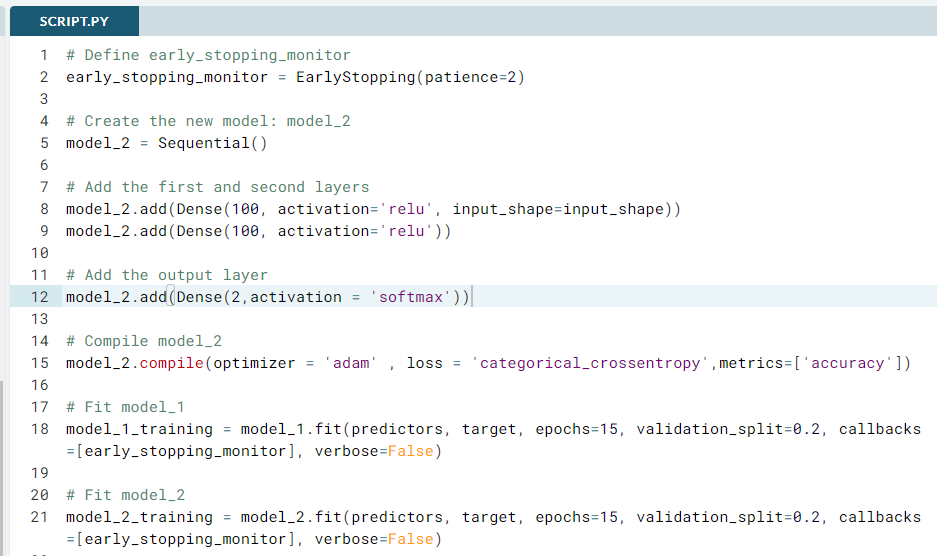 SCRIPT.PY
1 # Define early_stopping_monitor
2 early_stopping_monitor = EarlyStopping(patience=2)
3
4 # Create the new model: model_2
5 model_2 = Sequential()
6
7 # Add the first and second layers
8 model_2.add(Dense(100, activation='relu', input_shape=input_shape))
9 model_2.add(Dense(100, activation='relu'))
10
11 # Add the output layer
12 model_2.add(Dense(2,activation = 'softmax'))
13
14 # Compile model_2
15 model_2.compile(optimizer = 'adam' , loss = 'categorical_crossentropy',metrics=['accuracy'])
16
17 # Fit model_1
18 model_1_training = model_1.fit(predictors, target, epochs=15, validation_split=0.2, callbacks
=[early_stopping_monitor], verbose=False)
19
20 # Fit model_2
21 model_2_training = model_2.fit(predictors, target, epochs=15, validation_split=0.2, callbacks
=[early_stopping_monitor], verbose=False)